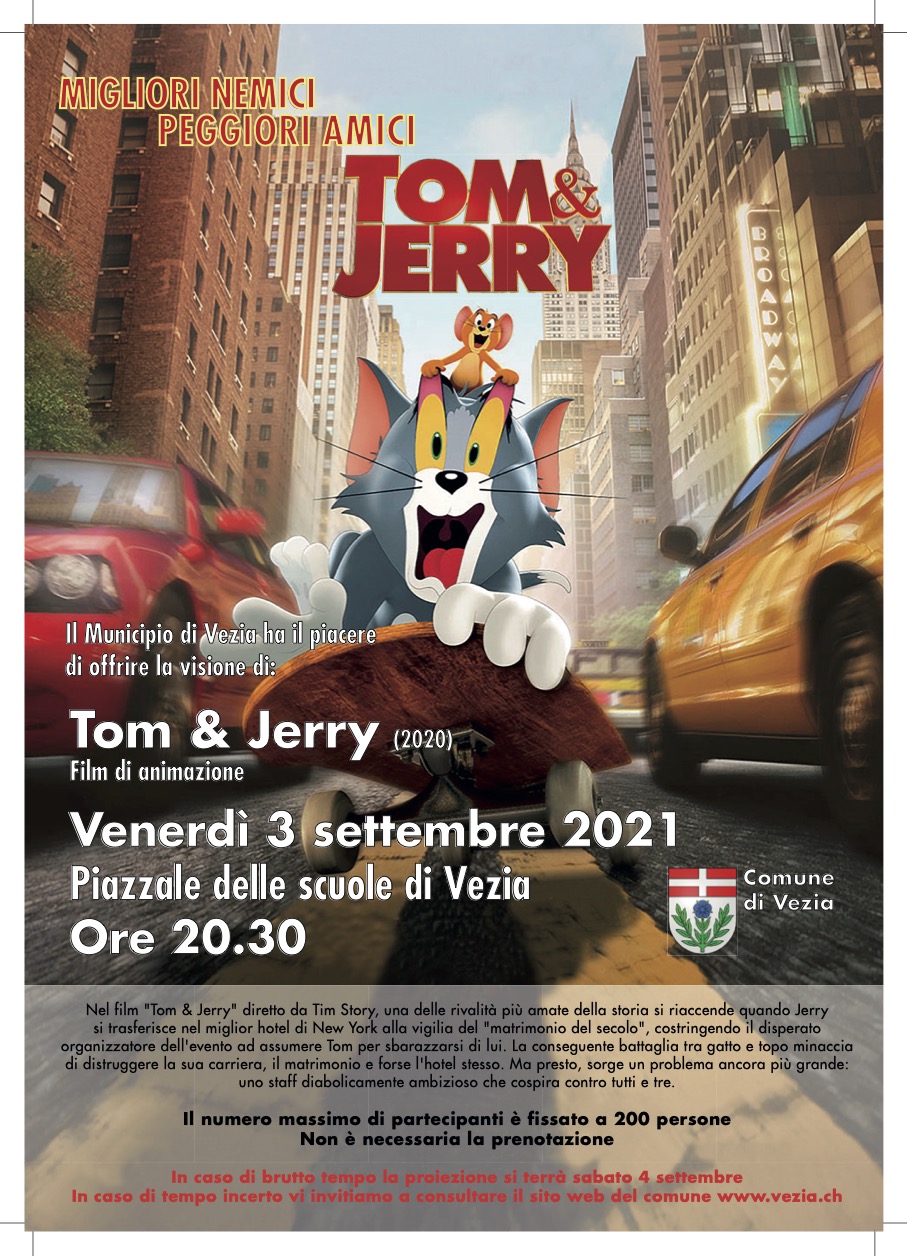 MIGLIORI NEMICI
PEGGIORI AMICI
TOM&
JERRY
BROADWAY
Il Municipio di Vezia ha il piacere
di offrire la visione di:
Tom & Jerry (2020)
Film di animazione
Venerdì 3 settembre 2021
Piazzale delle scuole di Vezia
Ore 20.30
Comune
di Vezia
Nel film "Tom & Jerry" diretto da Tim Story, una delle rivalità più amate della storia si riaccende quando Jerry
si trasferisce nel miglior hotel di New York alla vigilia del "matrimonio del secolo", costringendo il disperato
organizzatore dell'evento ad assumere Tom per sbarazzarsi di lui. La conseguente battaglia tra gatto e topo minaccia
di distruggere la sua carriera, il matrimonio e forse l'hotel stesso. Ma presto, sorge un problema ancora più grande:
uno staff diabolicamente ambizioso che cospira contro tutti e tre.
Il numero massimo di partecipanti è fissato a 200 persone
Non è necessaria la prenotazione
In caso di brutto tempo la proiezione si terrà sabato 4 settembre
In caso di tempo incerto vi invitiamo a consultare il sito web del comune www.vezia.ch